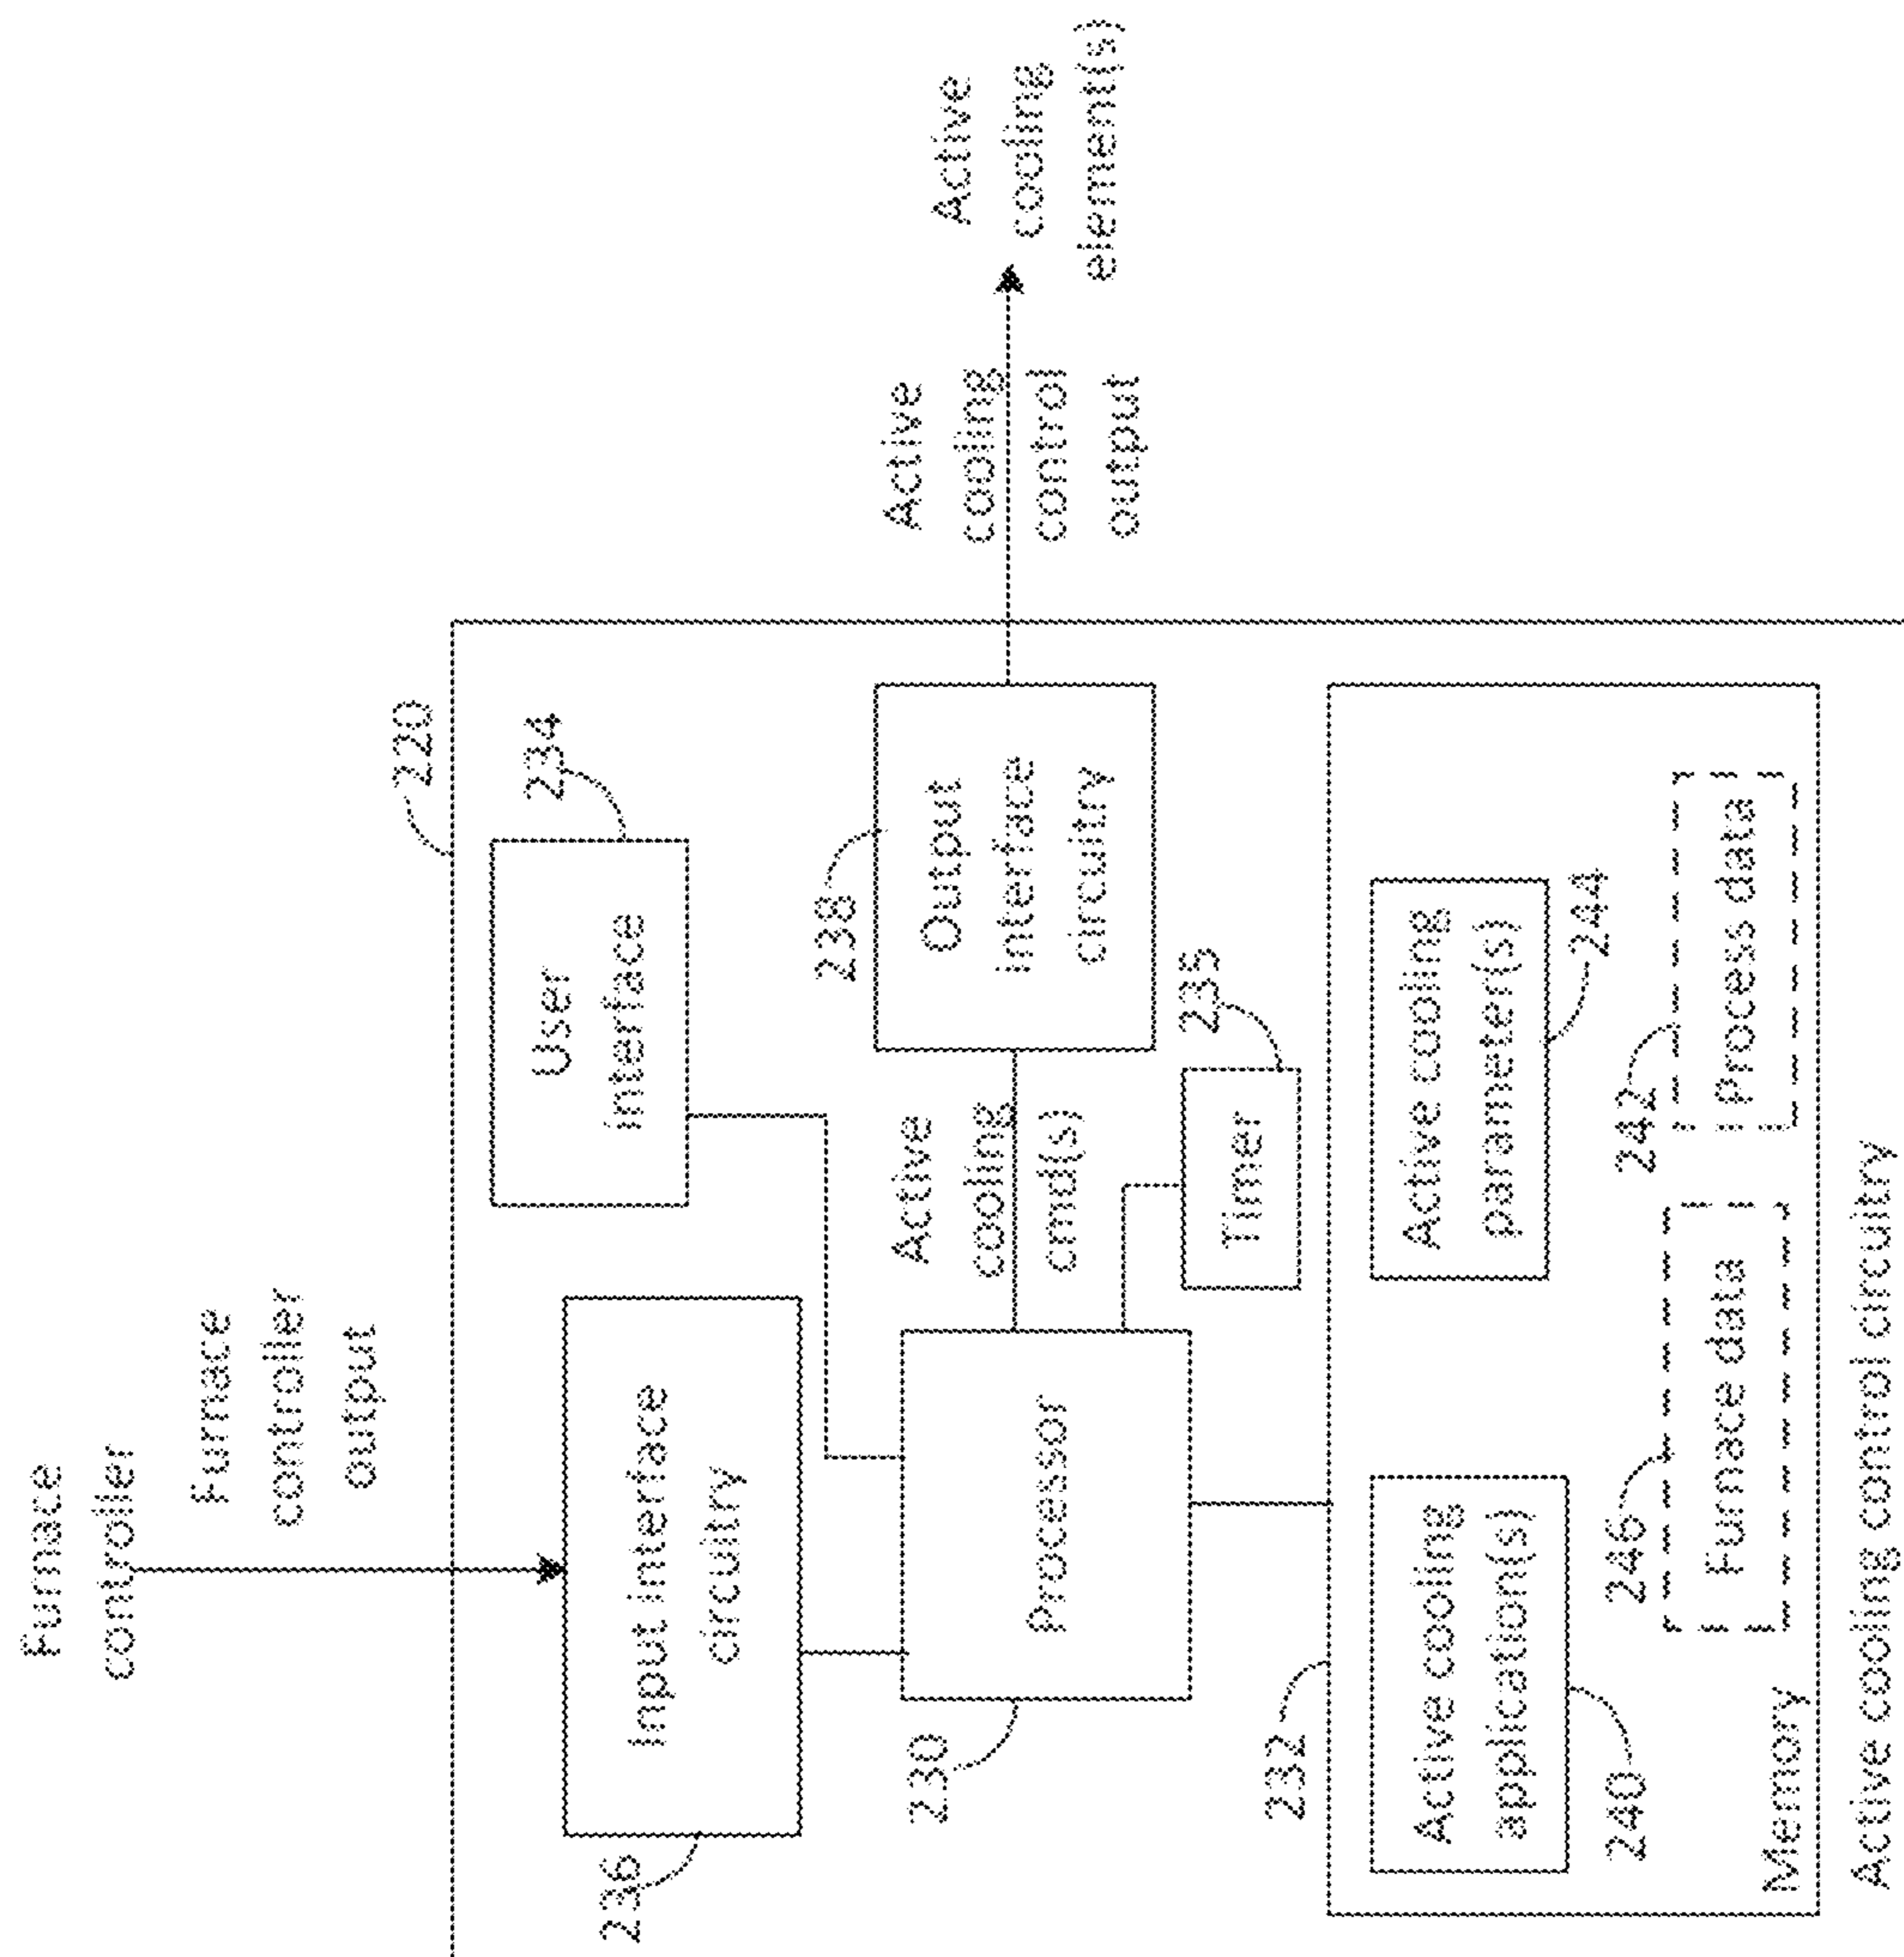 Furnace
controller
Furnace
controller
output
220
236
Input interface
circuitry
User
interface
234
230
Processor
Active
cooling
cmd(s)
238
Output
interface
circuitry
Active
cooling
control
output
Active
cooling
element(s)
Timer
235
232
Active cooling
application(s)
240
Active cooling
parameter(s)
244
246
Furnace data
242
Process data
Memory
Active cooling control circuitry